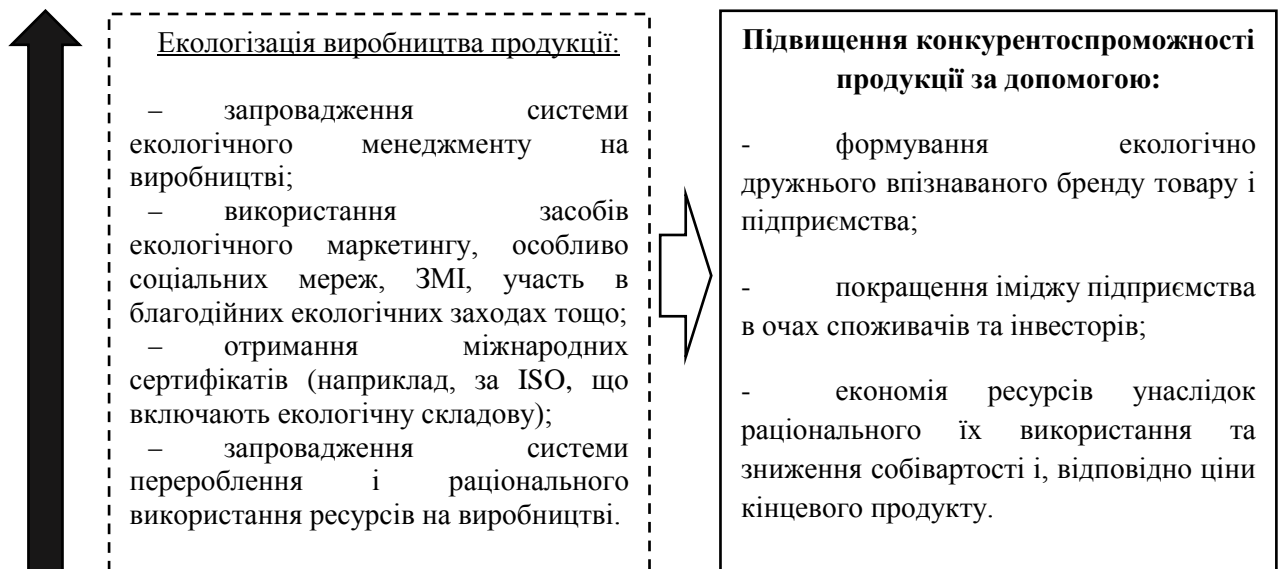 Екологізація виробництва продукції:
– запровадження системи
екологічного менеджменту на
виробництві;
– використання засобів
екологічного маркетингу, особливо
соціальних мереж, ЗМІ, участь в
благодійних екологічних заходах тощо;
– отримання міжнародних
сертифікатів (наприклад, за ISO, що
включають екологічну складову);
– запровадження системи
перероблення і раціонального
використання ресурсів на виробництві.
Підвищення конкурентоспроможності
продукції за допомогою:
- формування екологічно
дружнього впізнаваного бренду товару і
підприємства;
- покращення іміджу підприємства
в очах споживачів та інвесторів;
- економія ресурсів унаслідок
раціонального їх використання та
зниження собівартості і, відповідно ціни
кінцевого продукту.